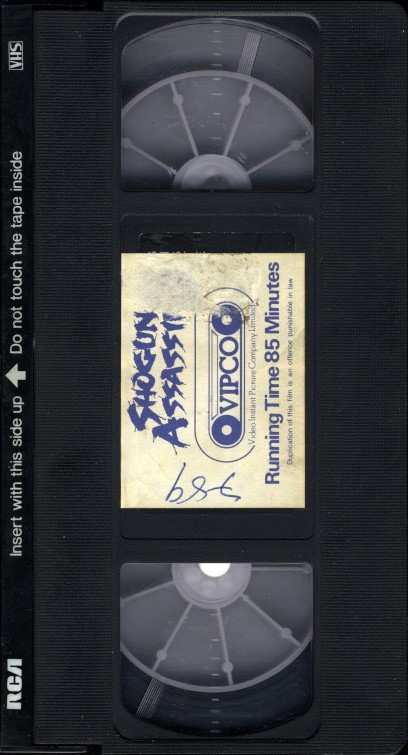 VHS
Insert with this side up Do not touch the tape inside
RCA
SHOGUN
ASSASSI
VIPCO
Video Instant Picture Company Limited
Running Time 85 Minutes
Duplication of this film is an offence punishable in law